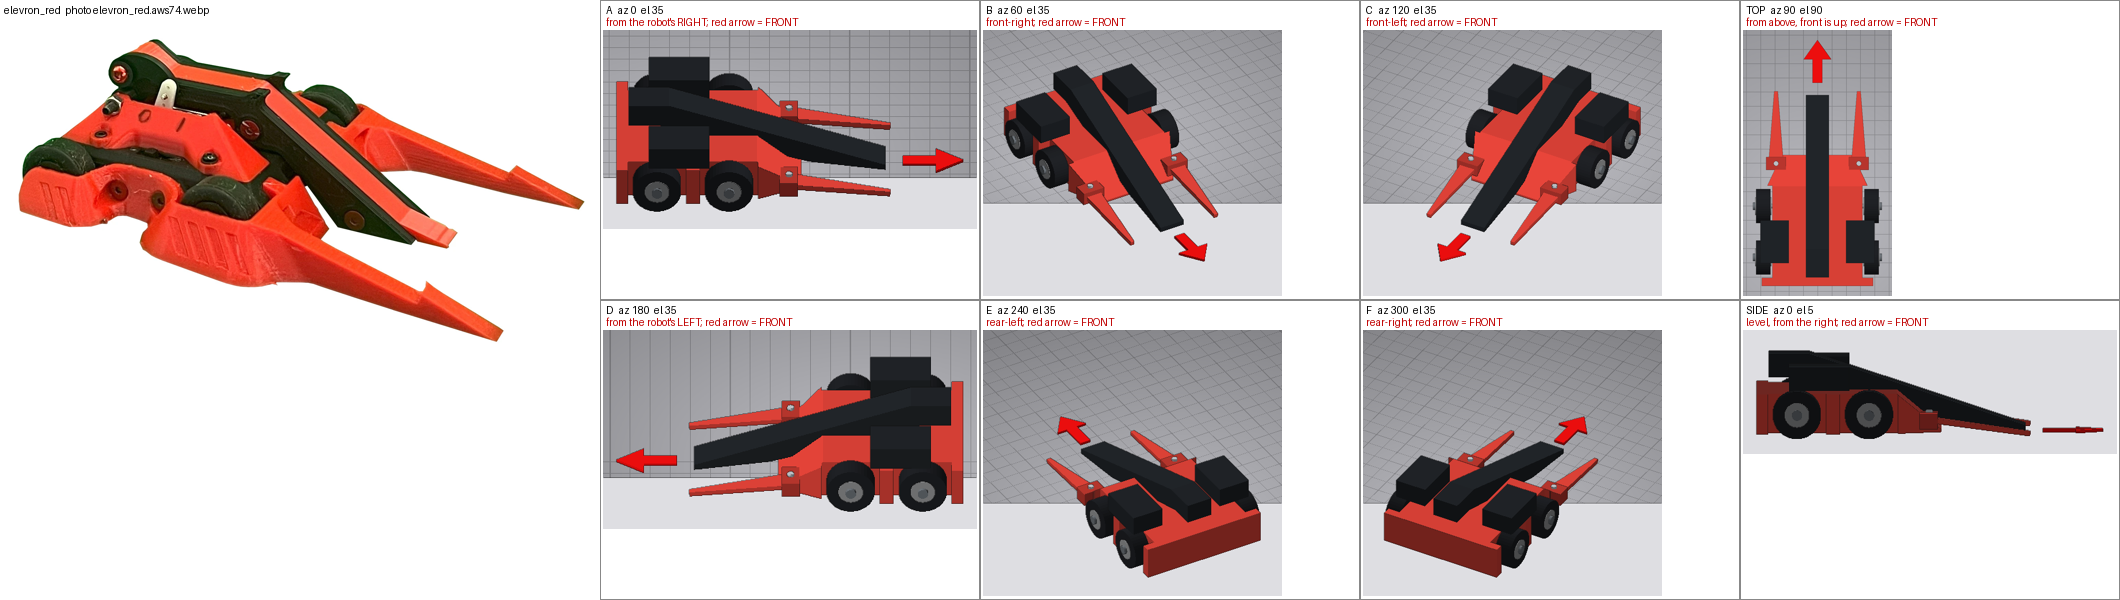 elevron_red photo elevron_red.aws74.webp
A az 0 el 35
from the robot's RIGHT; red arrow = FRONT
B az 60 el 35
front-right; red arrow = FRONT
C az 120 el 35
front-left; red arrow = FRONT
TOP az 90 el 90
from above, front is up; red arrow = FRONT
D az 180 el 35
from the robot's LEFT; red arrow = FRONT
E az 240 el 35
rear-left; red arrow = FRONT
F az 300 el 35
rear-right; red arrow = FRONT
SIDE az 0 el 5
level, from the right; red arrow = FRONT